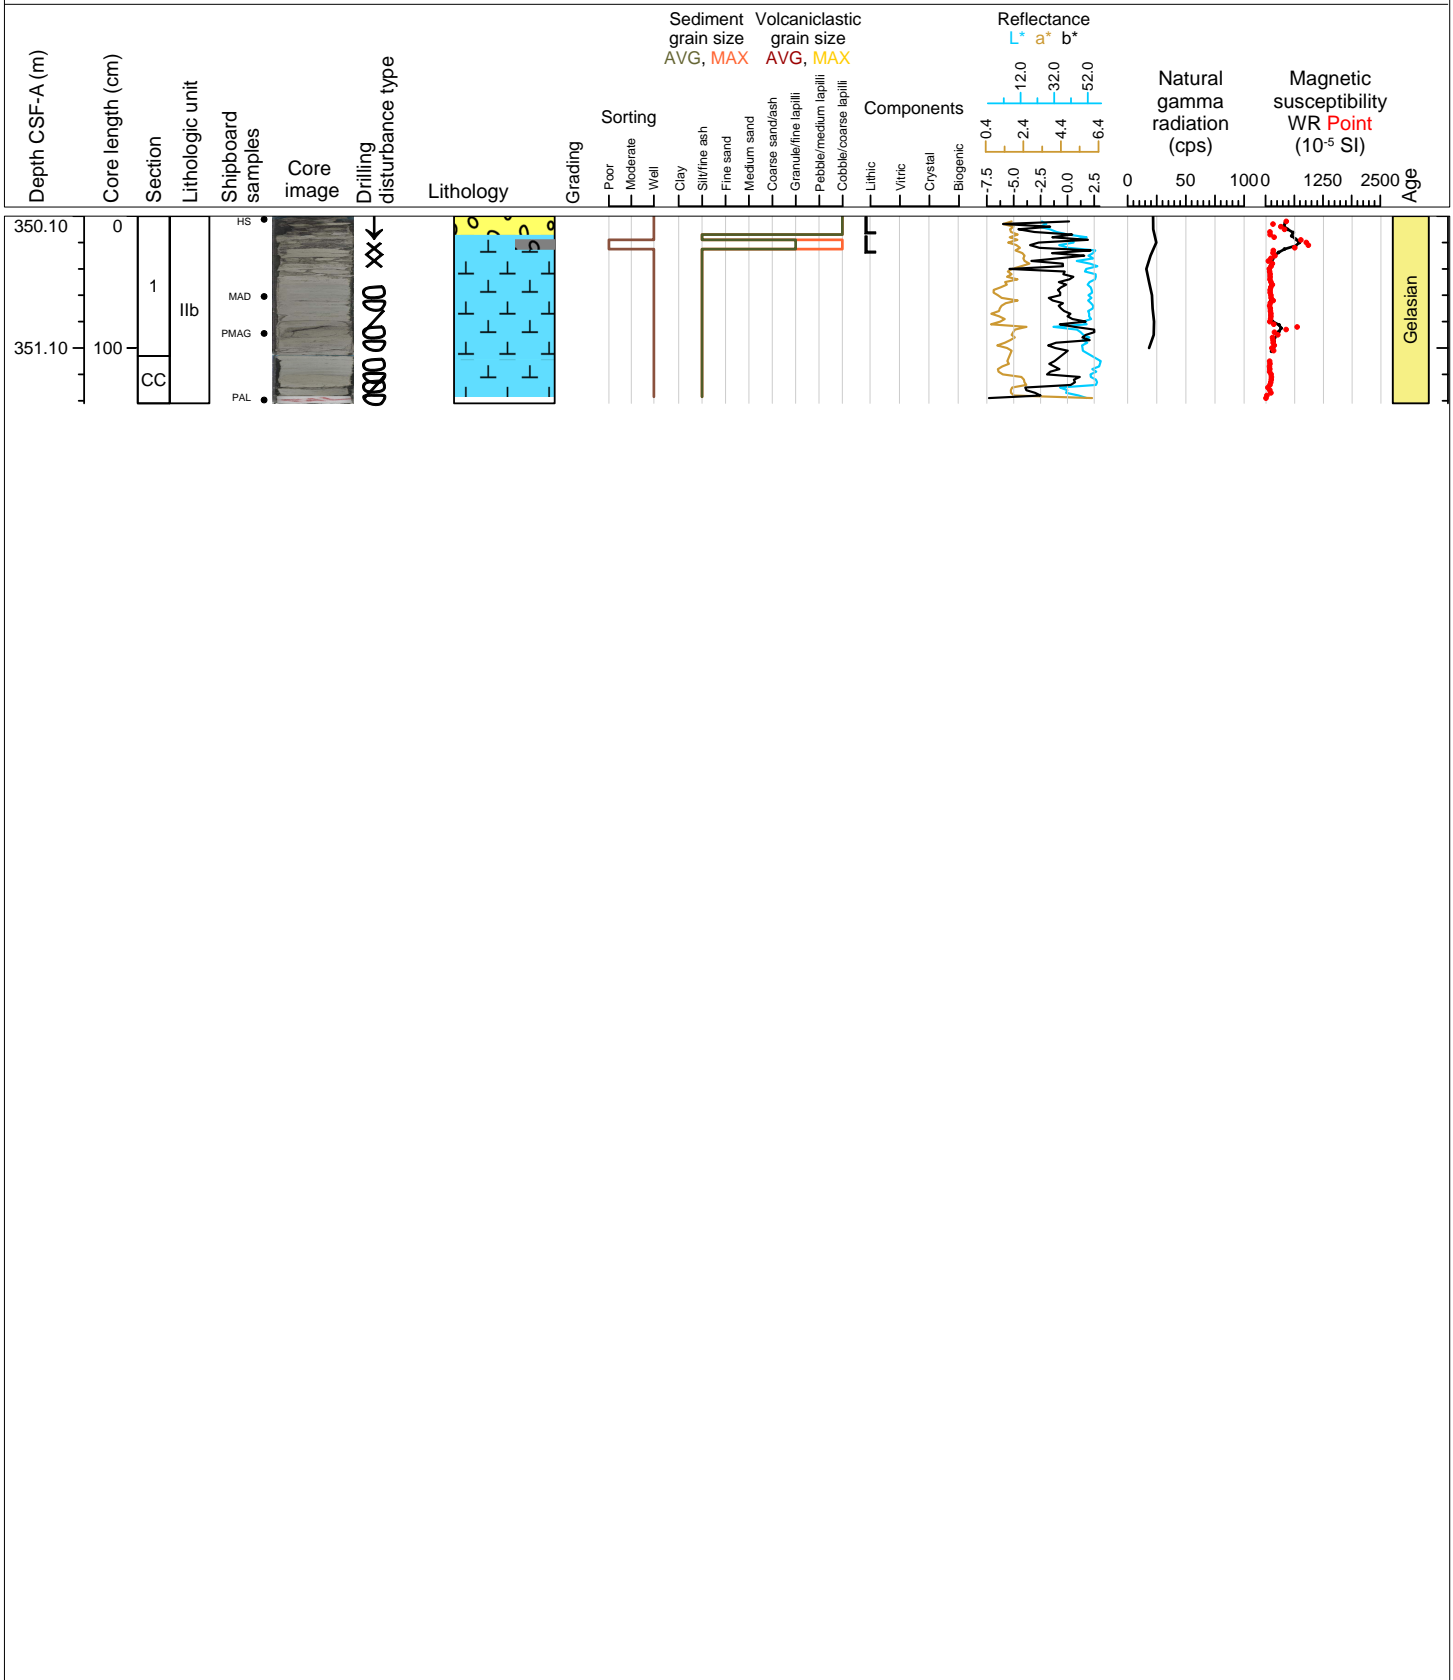 Depth CSF-A (m)
Core length (cm)
Section
Lithologic unit
Shipboard
samples
Core
image
Drilling
disturbance type
Lithology
Grading
Sorting
Poor
Moderate
Well
Sediment
grain size
AVG, MAX
Volcaniclastic
grain size
AVG, MAX
Clay
Silt/fine ash
Fine sand
Medium sand
Coarse sand/ash
Granule/fine lapilli
Pebble/medium lapilli
Cobble/coarse lapilli
Components
Lithic
Vitric
Crystal
Biogenic
Reflectance
L* a* b*
12.0 32.0 52.0
0.4 2.4 4.4 6.4
-7.5 -5.0 -2.5 0.0 2.5
Natural
gamma
radiation
(cps)
0 50 100
Magnetic
susceptibility
WR Point
(10-5 SI)
0 1250 2500
Age
350.10
0
351.10
100
1
CC
IIb
HS
MAD
PMAG
PAL
Gelasian